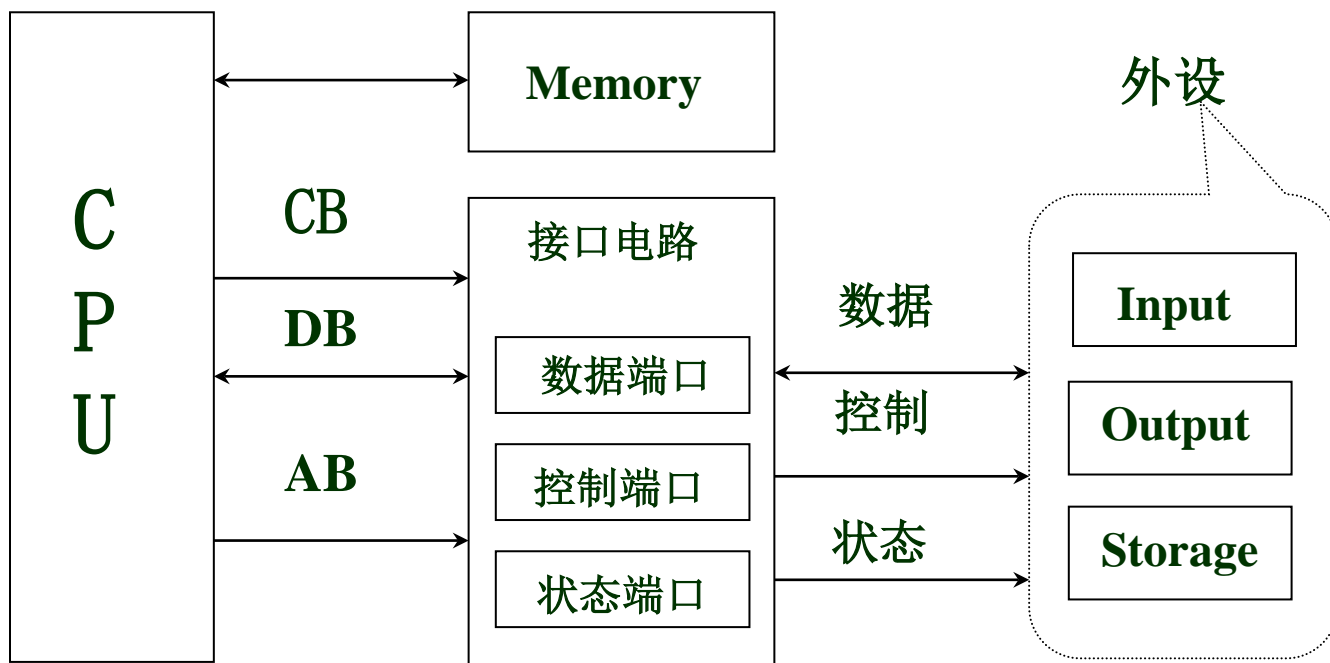 CPU
Memory
外设
CB
接口电路
DB
数据端口
数据
Input
控制
AB
控制端口
Output
状态
状态端口
Storage